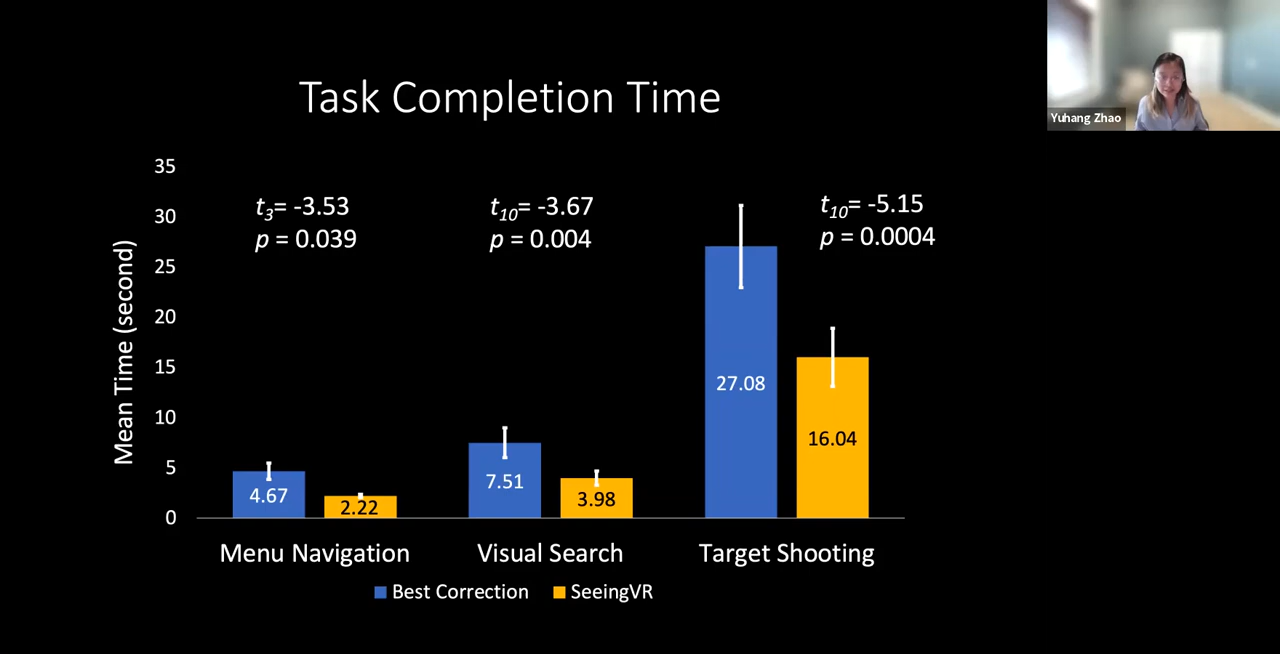 Yuhang Zhao
Task Completion Time
Mean Time (second)
35
30
25
20
15
10
5
0
t3= -3.53
p = 0.039
t10= -3.67
p = 0.004
t10= -5.15
p = 0.0004
4.67
2.22
7.51
3.98
27.08
16.04
Menu Navigation
Visual Search
Target Shooting
Best Correction
SeeingVR